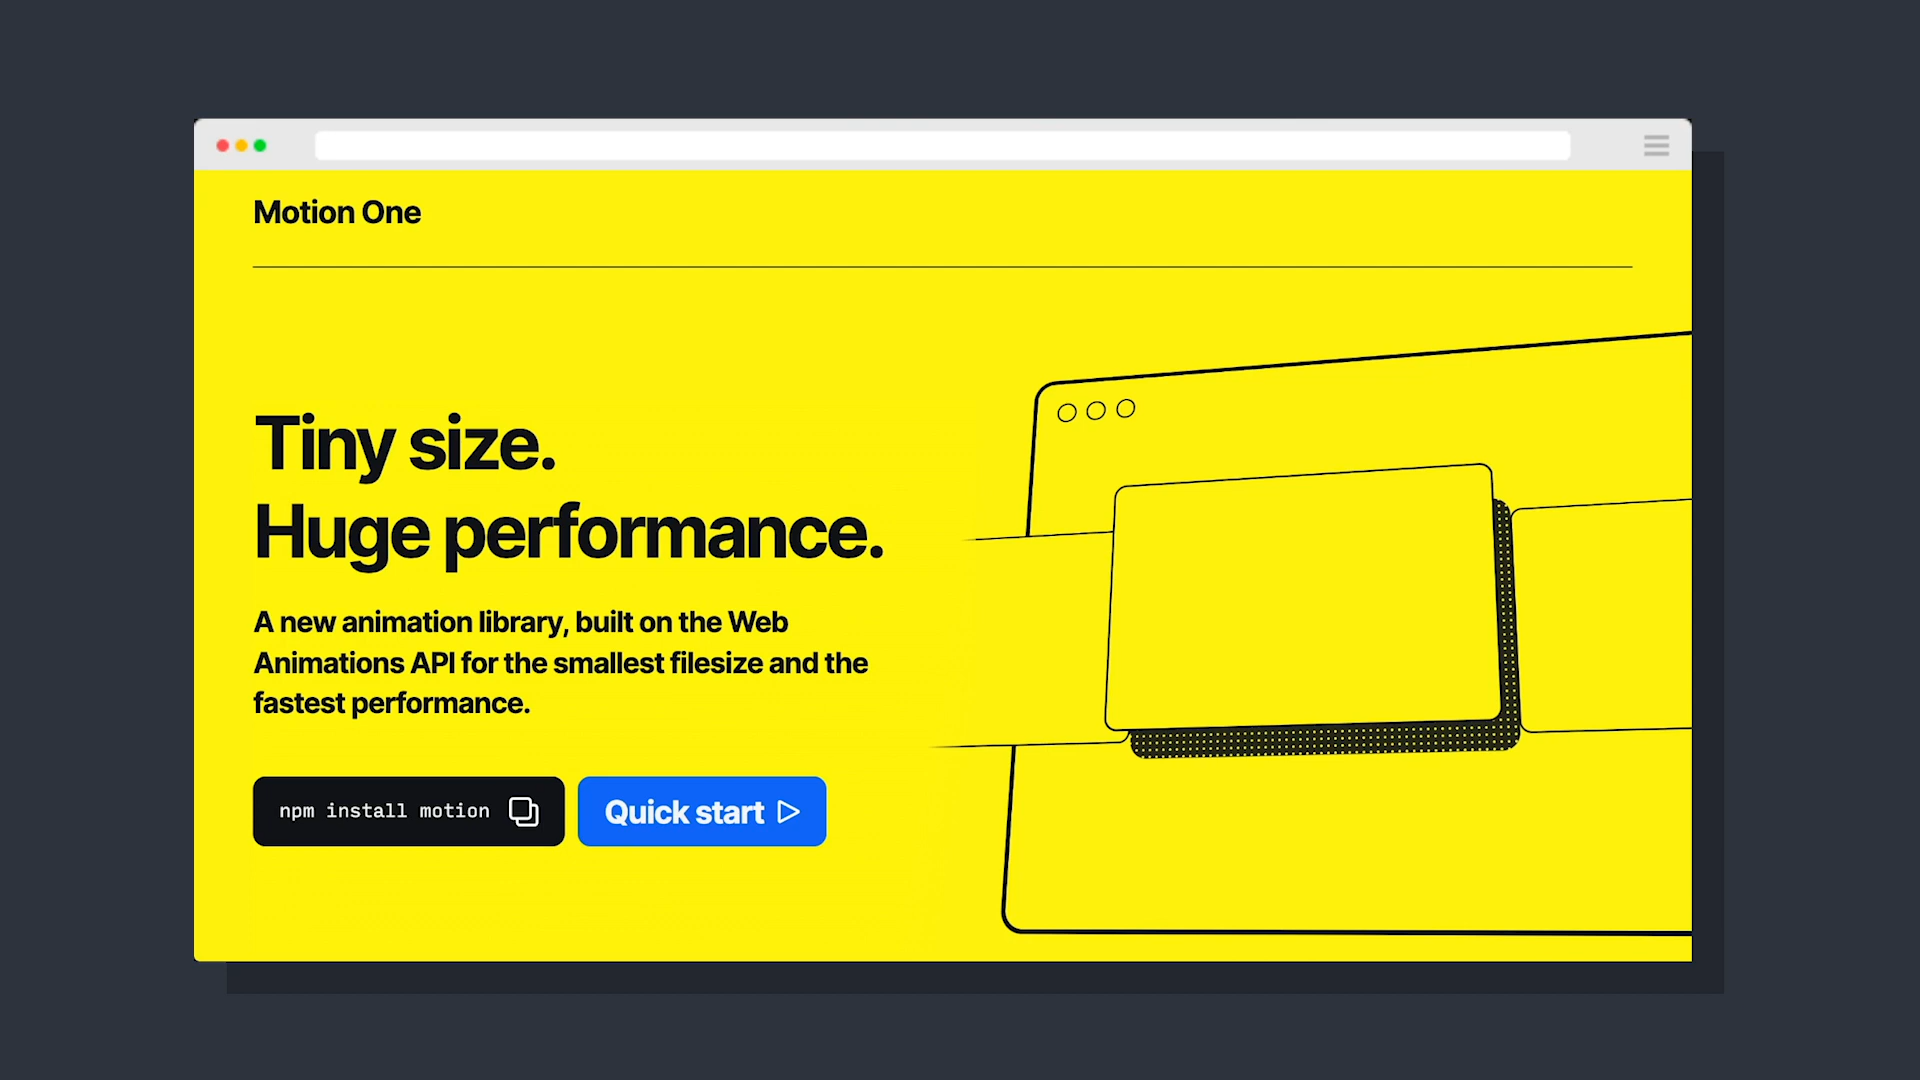 Motion One
Tiny size.
Huge performance.
A new animation library, built on the Web
Animations API for the smallest filesize and the
fastest performance.
npm install motion
Quick start